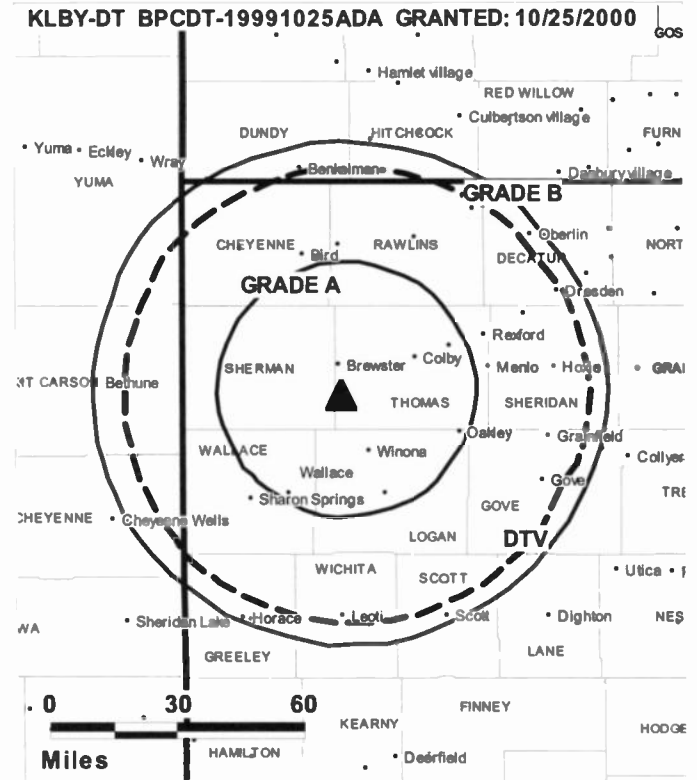 KLBY-DT BPCDT-19991025ADA GRANTED: 10/25/2000
GOS
Hamlet village
RED WILLOW
Culbertson village
DUNDY
HITCHCOCK
FURN
Yuma
Eckley
Wray
Benkelman
Danbury village
YUMA
GRADE B
Oberlin
CHEYENNE
RAWLINS
NORT
Bird
DECATUR
GRADE A
Dresden
Rexford
Colby
Brewster
Menlo
Hoxie
GRA
SHERMAN
KIT CARSON
Bethune
THOMAS
SHERIDAN
Oakley
Grainfield
WALLACE
Winona
Collyer
Wallace
Gove
TRE
Sharon Springs
GOVE
CHEYENNE
Cheyenne Wells
LOGAN
DTV
WICHITA
SCOTT
Utica
Sheridan Lake
Horace
Leoti
Scott
Dighton
NES
WA
GREELEY
LANE
0 30 60
FINNEY
KEARNY
HODGE
Miles
HAMILTON
Deerfield